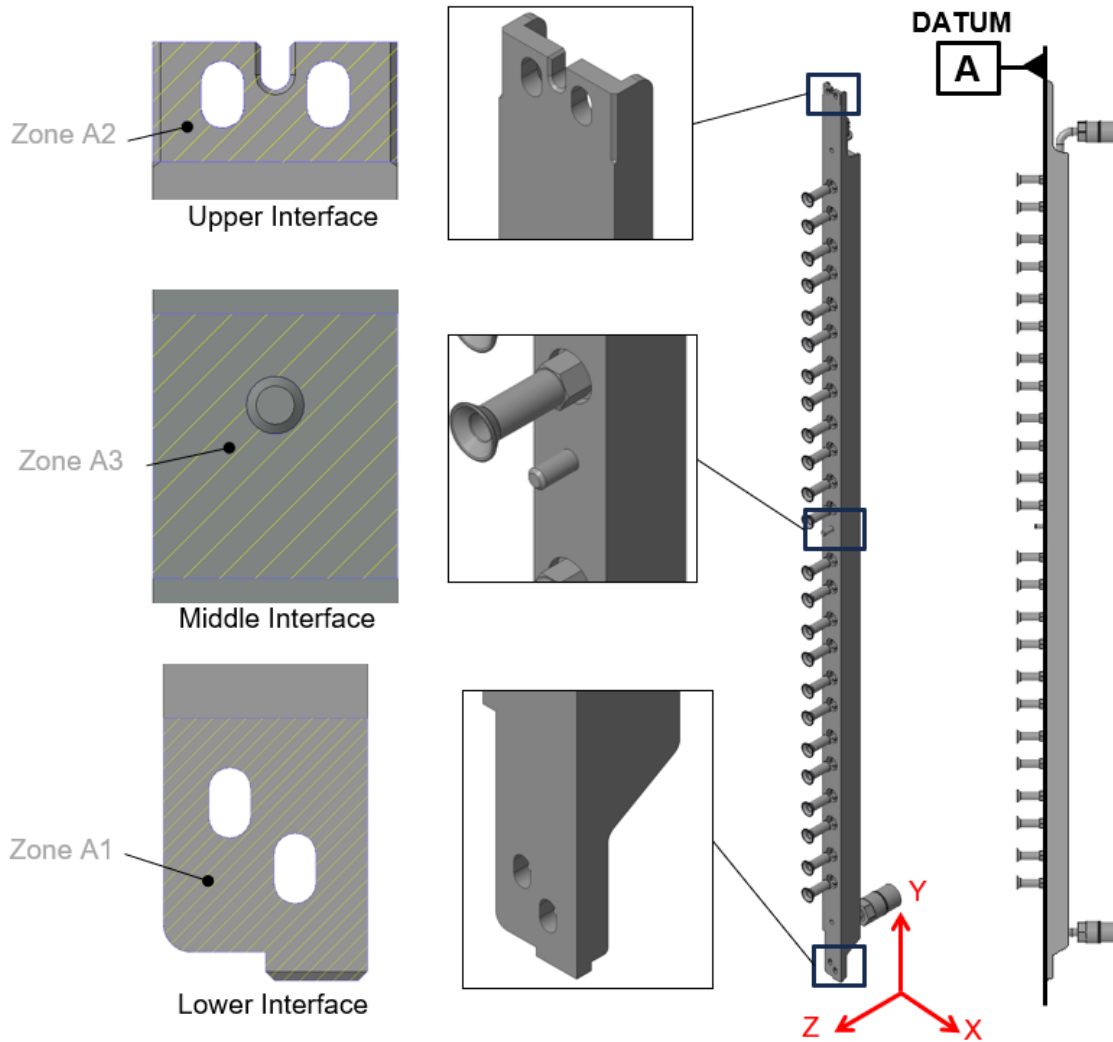 DATUM
A
Zone A2
Upper Interface
Zone A3
Middle Interface
Zone A1
Lower Interface
Y
Z
X